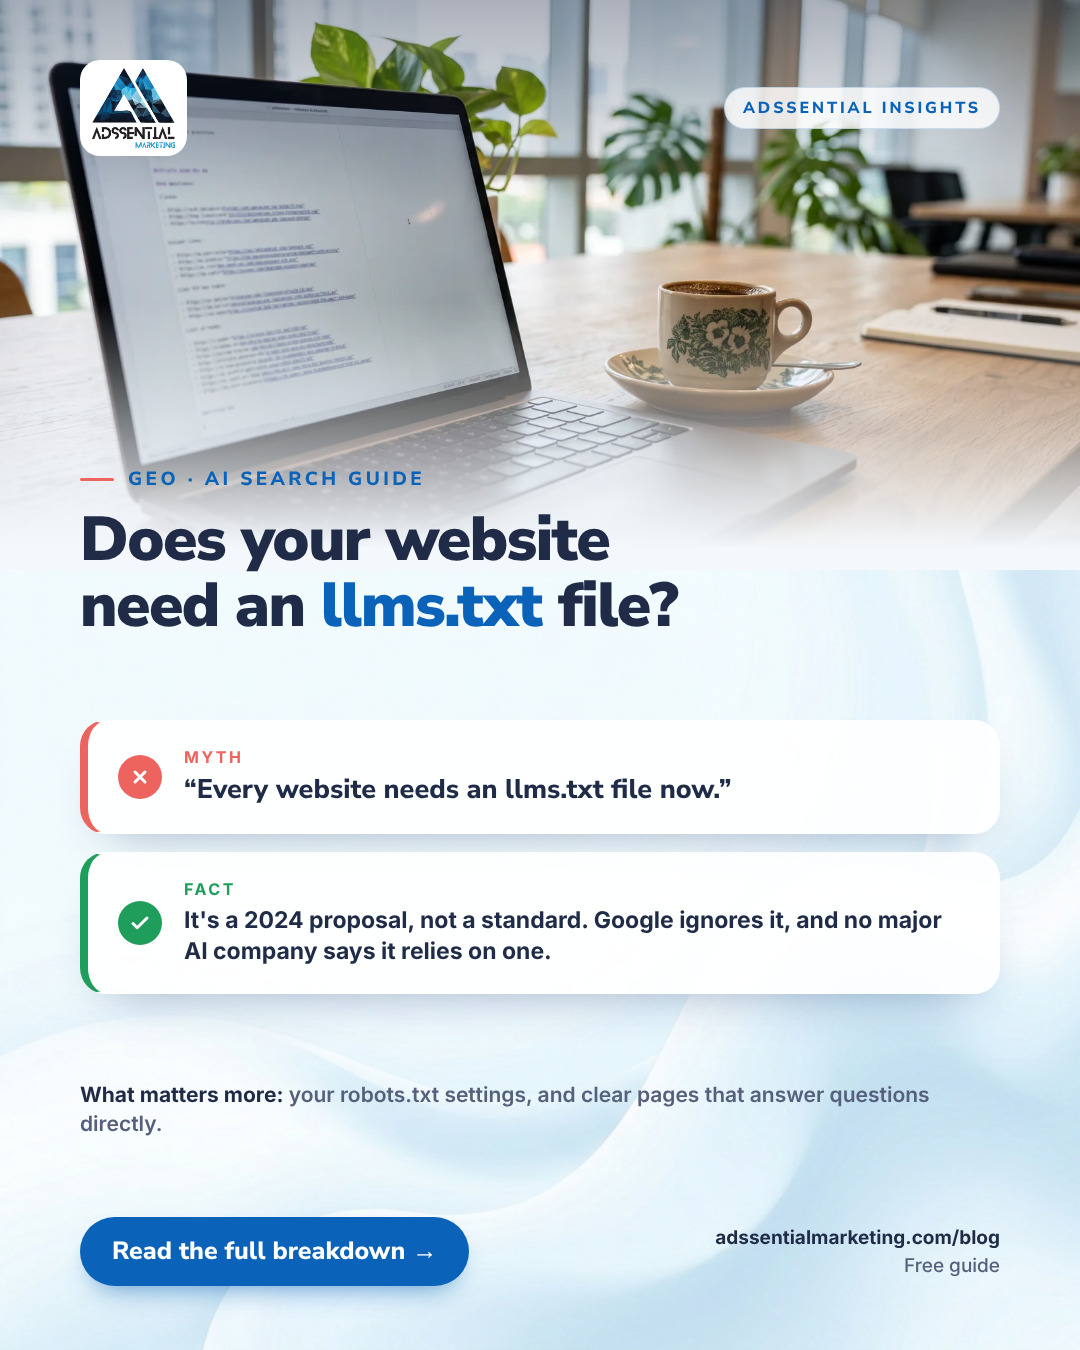 ADSSENTIAL
MARKETING
ADSSENTIAL INSIGHTS
GEO · AI SEARCH GUIDE
Does your website
need an llms.txt file?
MYTH
“Every website needs an llms.txt file now.”
FACT
It's a 2024 proposal, not a standard. Google ignores it, and no major
AI company says it relies on one.
What matters more: your robots.txt settings, and clear pages that answer questions
directly.
Read the full breakdown →
adssentialmarketing.com/blog
Free guide